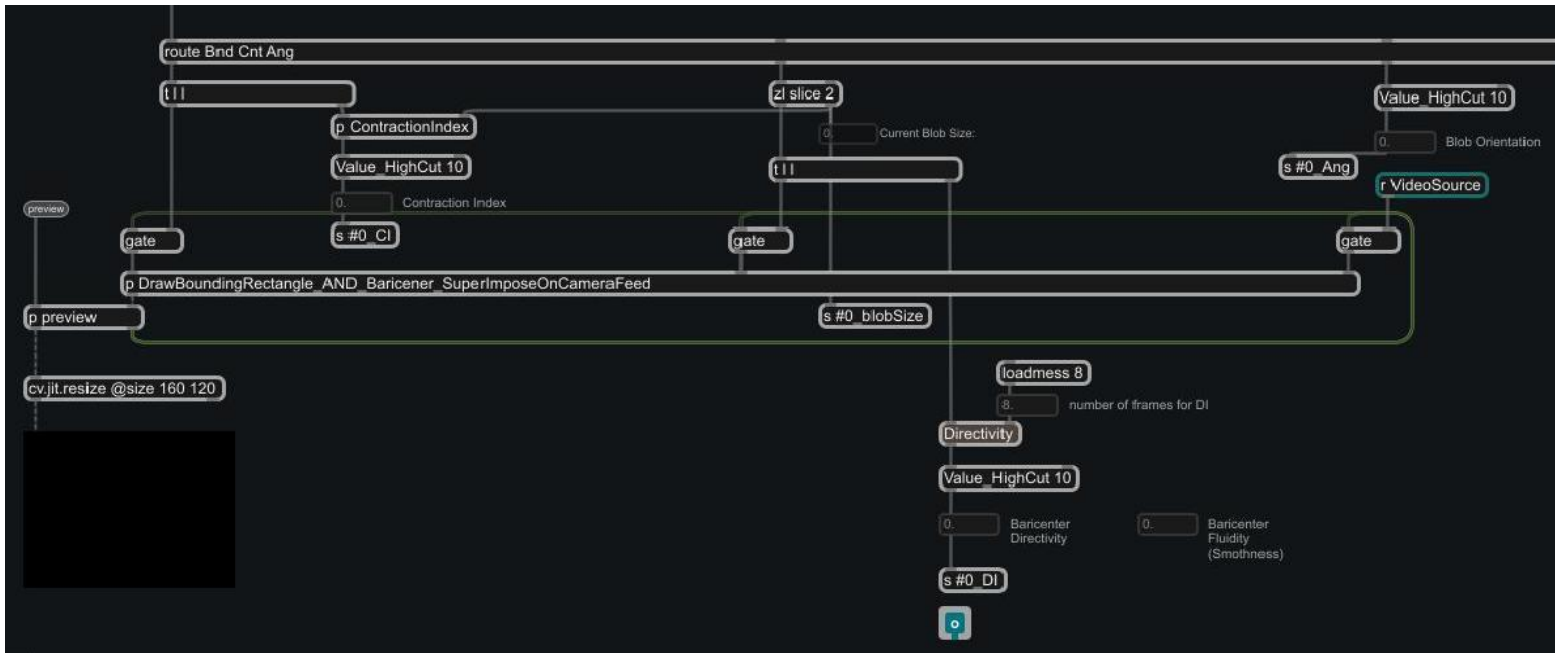 route Bnd Cnt Ang
t l l
zl slice 2
Value_HighCut 10
p ContractionIndex
0.
Current Blob Size:
0.
Blob Orientation
Value_HighCut 10
t l l
s #0_Ang
r VideoSource
0.
Contraction Index
preview
s #0_CI
gate
gate
gate
p DrawBoundingRectangle_AND_Baricener_SuperImposeOnCameraFeed
p preview
s #0_blobSize
cv.jit.resize @size 160 120
loadmess 8
8.
number of frames for DI
Directivity
Value_HighCut 10
0.
Baricenter
Directivity
0.
Baricenter
Fluidity
(Smothness)
s #0_DI
o